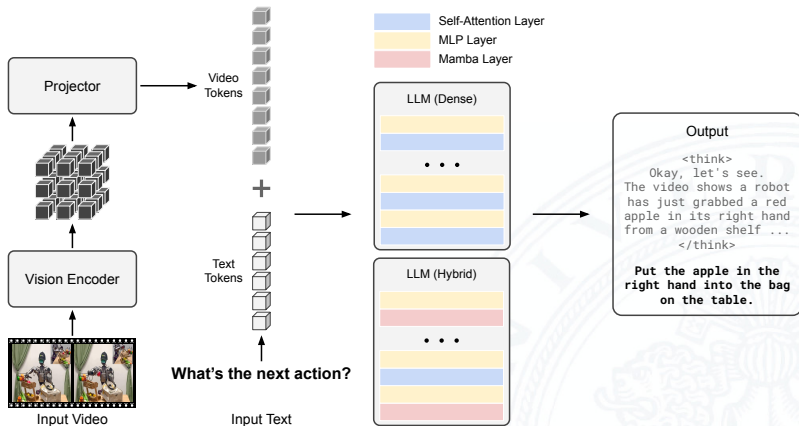 Self-Attention Layer
MLP Layer
Mamba Layer
Projector
Video
Tokens
LLM (Dense)
Output
<think>
Okay, let's see.
The video shows a robot
has just grabbed a red
apple in its right hand
from a wooden shelf ...
</think>
Put the apple in the
right hand into the bag
on the table.
Text
Tokens
Vision Encoder
LLM (Hybrid)
What's the next action?
Input Video
Input Text